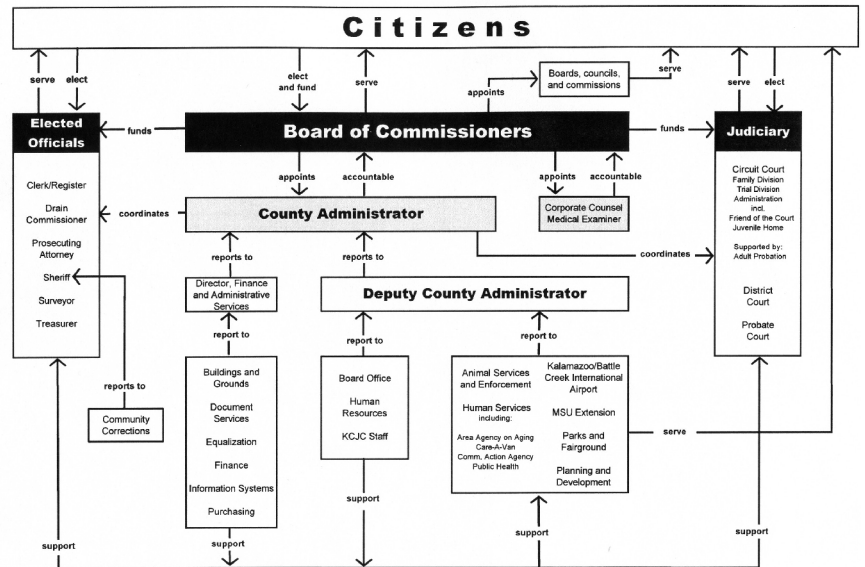 Citizens
serve
elect
elect
and fund
serve
appoints
Boards, councils,
and commissions
serve
serve
elect
Elected
Officials
funds
Board of Commissioners
funds
Judiciary
Clerk/Register
Drain
Commissioner
Prosecuting
Attorney
Sheriff
Surveyor
Treasurer
appoints
accountable
appoints
accountable
coordinates
County Administrator
Corporate Counsel
Medical Examiner
coordinates
Circuit Court
Family Division
Trial Division
Administration
incl.
Friend of the Court
Juvenile Home
Supported by:
Adult Probation
District
Court
Probate
Court
reports to
reports to
Director, Finance
and Administrative
Services
Deputy County Administrator
report to
report to
report to
reports to
Community
Corrections
Buildings and
Grounds
Document
Services
Equalization
Finance
Information Systems
Purchasing
Board Office
Human
Resources
KCJC Staff
Animal Services
and Enforcement
Human Services
including:
Area Agency on Aging
Care-A-Van
Comm, Action Agency
Public Health
Kalamazoo/Battle
Creek International
Airport
MSU Extension
Parks and
Fairground
Planning and
Development
serve
support
support
support
support
support